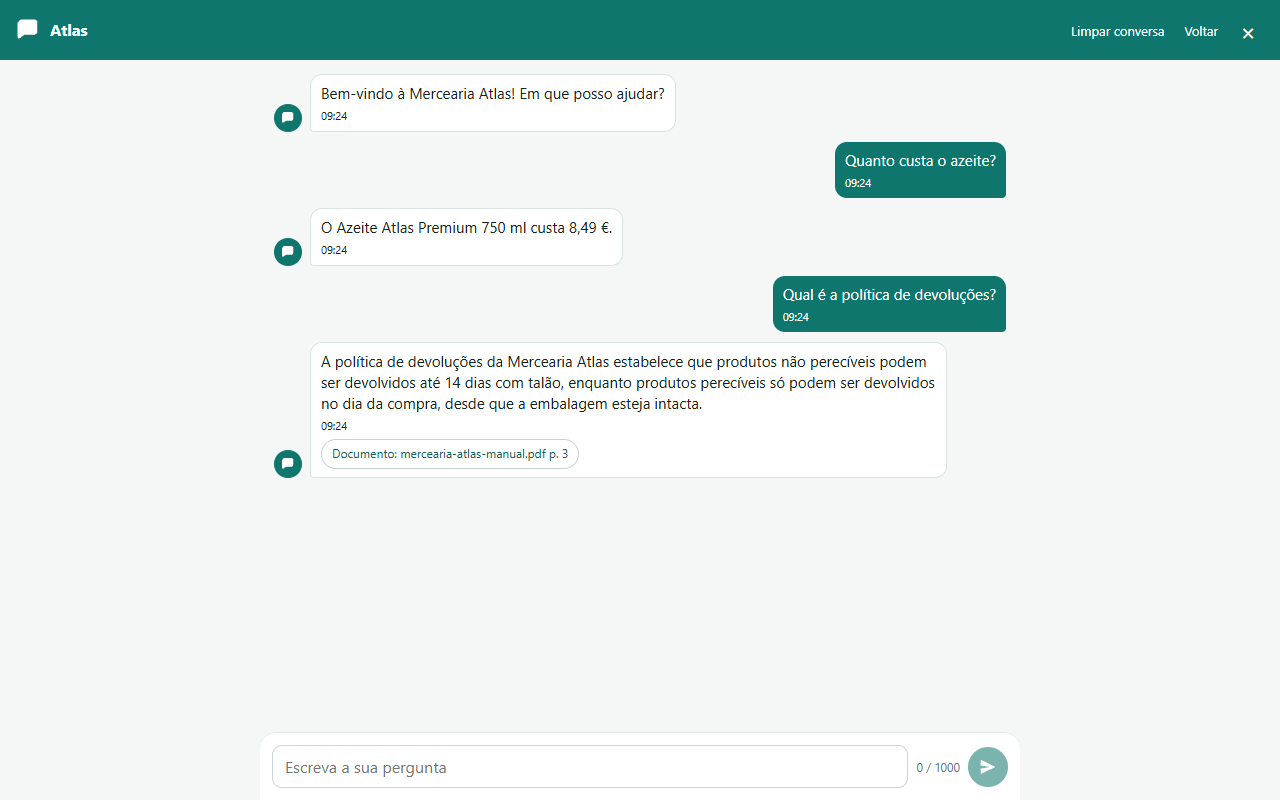 Atlas
Limpar conversa
Voltar
Bem-vindo à Mercearia Atlas! Em que posso ajudar?
09:24
Quanto custa o azeite?
09:24
O Azeite Atlas Premium 750 ml custa 8,49 €.
09:24
Qual é a política de devoluções?
09:24
A política de devoluções da Mercearia Atlas estabelece que produtos não perecíveis podem
ser devolvidos até 14 dias com talão, enquanto produtos perecíveis só podem ser devolvidos
no dia da compra, desde que a embalagem esteja intacta.
09:24
Documento: mercearia-atlas-manual.pdf p. 3
Escreva a sua pergunta
0 / 1000